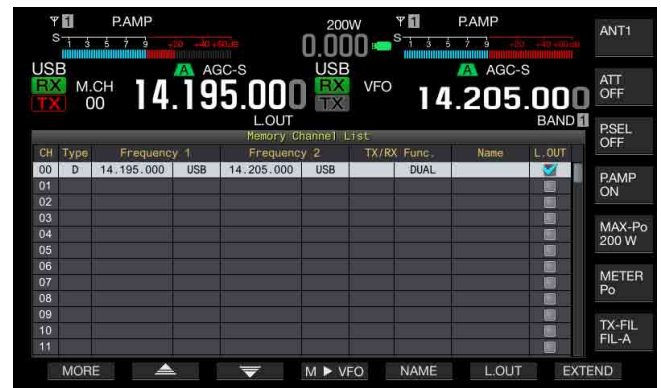 1 P.AMP 200W 1 P.AMP ANT1
S 1 3 5 7 9 +20 +40 +60dB 0.000 S 1 3 5 7 9 +20 +40 +60dB
USB A AGC-S USB A AGC-S ATT
RX M.CH 14.195.000 RX VFO 14.205.000 OFF
TX 00 TX
L.OUT BAND 1
Memory Channel List P.SEL
OFF
CH Type Frequency 1 Frequency 2 TX/RX Func. Name L.OUT
00 D 14.195.000 USB 14.205.000 USB DUAL
01 P.AMP
02 ON
03
04 MAX-Po
05 200 W
06
07 METER
08 Po
09
10 TX-FIL
11 FIL-A
MORE M ▶ VFO NAME L.OUT EXTEND